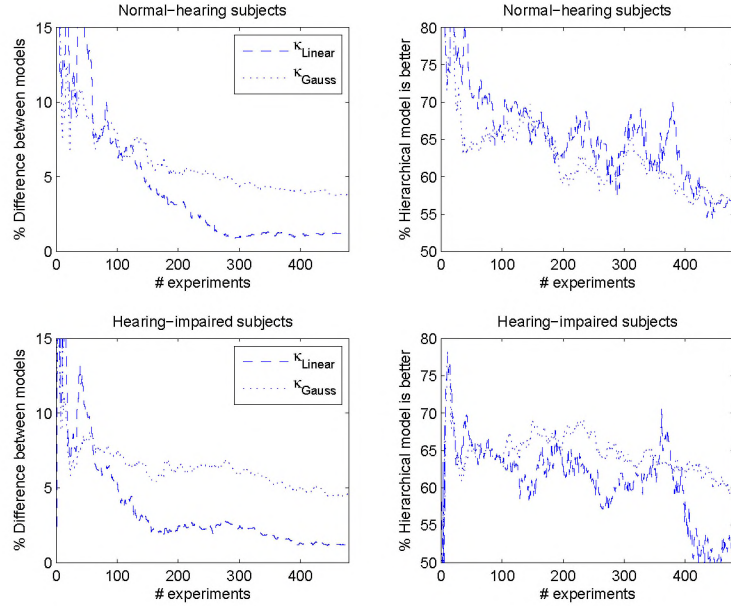 Normal-hearing subjects
% Difference between models
15
10
5
0
κLinear
κGauss
0 100 200 300 400
# experiments
Normal-hearing subjects
% Hierarchical model is better
80
75
70
65
60
55
50
0 100 200 300 400
# experiments
Hearing-impaired subjects
% Difference between models
15
10
5
0
κLinear
κGauss
0 100 200 300 400
# experiments
Hearing-impaired subjects
% Hierarchical model is better
80
75
70
65
60
55
50
0 100 200 300 400
# experiments